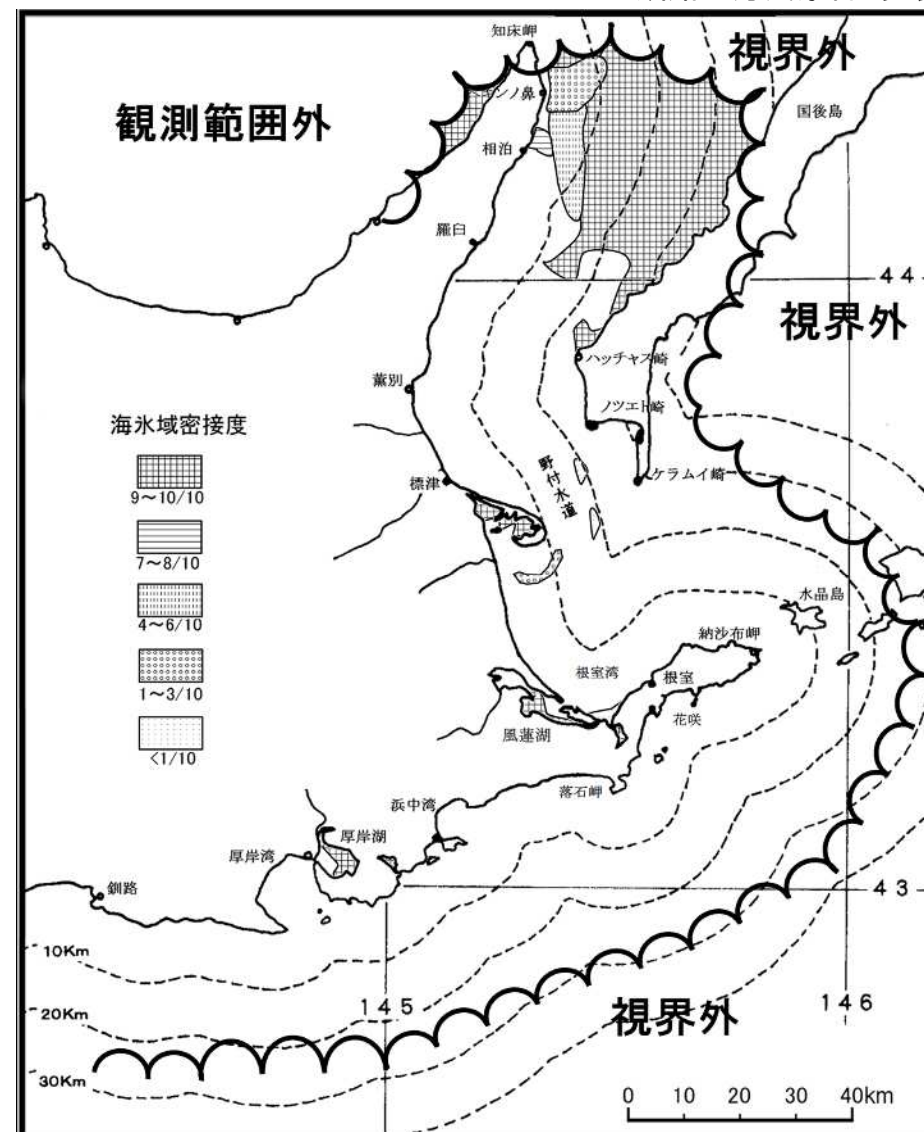 知床岬
視界外
観測範囲外
ンノ鼻
国後島
相泊
羅臼
44
視界外
ハッチャス崎
薫別
ノツエト崎
海氷域密接度
野付水道
ケラムイ崎
標津
9～10/10
7～8/10
水晶島
4～6/10
納沙布岬
根室湾
根室
1～3/10
花咲
風蓮湖
<1/10
落石岬
浜中湾
厚岸湖
厚岸湾
釧路
43
10Km
145
146
20Km
視界外
30Km
0 10 20 30 40km